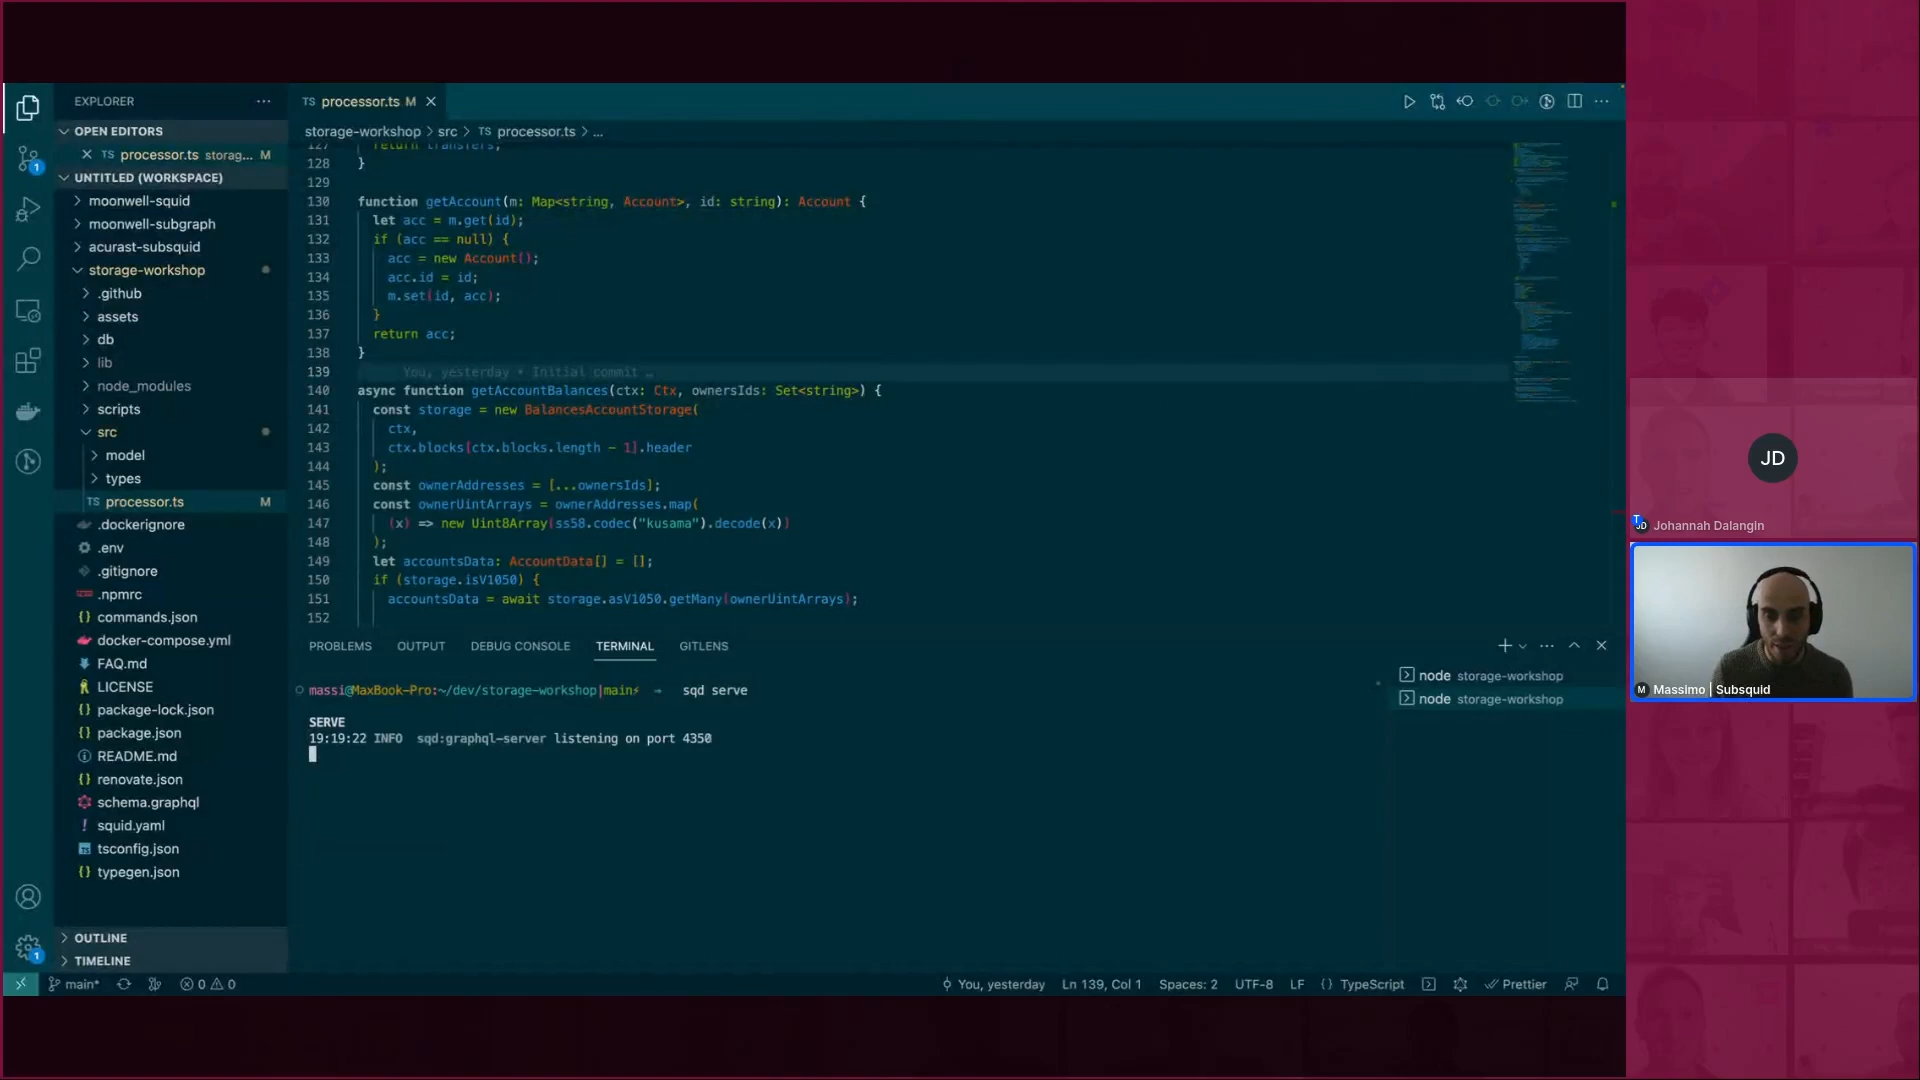 EXPLORER
OPEN EDITORS
TS processor.ts storag... M
UNTITLED (WORKSPACE)
moonwell-squid
moonwell-subgraph
acurast-subsquid
storage-workshop
.github
assets
db
lib
node_modules
scripts
src
model
types
TS processor.ts M
.dockerignore
.env
.gitignore
.npmrc
commands.json
docker-compose.yml
FAQ.md
LICENSE
package-lock.json
package.json
README.md
renovate.json
schema.graphql
squid.yaml
tsconfig.json
typegen.json
OUTLINE
TIMELINE
1
1
TS processor.ts M
storage-workshop > src > TS processor.ts > ...
127 return transfers;
128 }
129
130 function getAccount(m: Map<string, Account>, id: string): Account {
131 let acc = m.get(id);
132 if (acc == null) {
133 acc = new Account();
134 acc.id = id;
135 m.set(id, acc);
136 }
137 return acc;
138 }
139 You, yesterday • Initial commit …
140 async function getAccountBalances(ctx: Ctx, ownersIds: Set<string>) {
141 const storage = new BalancesAccountStorage(
142 ctx,
143 ctx.blocks[ctx.blocks.length - 1].header
144 );
145 const ownerAddresses = [...ownersIds];
146 const ownerUintArrays = ownerAddresses.map(
147 (x) => new Uint8Array(ss58.codec("kusama").decode(x))
148 );
149 let accountsData: AccountData[] = [];
150 if (storage.isV1050) {
151 accountsData = await storage.asV1050.getMany(ownerUintArrays);
152
PROBLEMS OUTPUT DEBUG CONSOLE TERMINAL GITLENS
massi@MaxBook-Pro:~/dev/storage-workshop|main⚡ ⇒ sqd serve
SERVE
19:19:22 INFO sqd:graphql-server listening on port 4350
node storage-workshop
node storage-workshop
main* 0 0 You, yesterday Ln 139, Col 1 Spaces: 2 UTF-8 LF {} TypeScript Prettier
JD
JD Johannah Dalangin
M Massimo | Subsquid